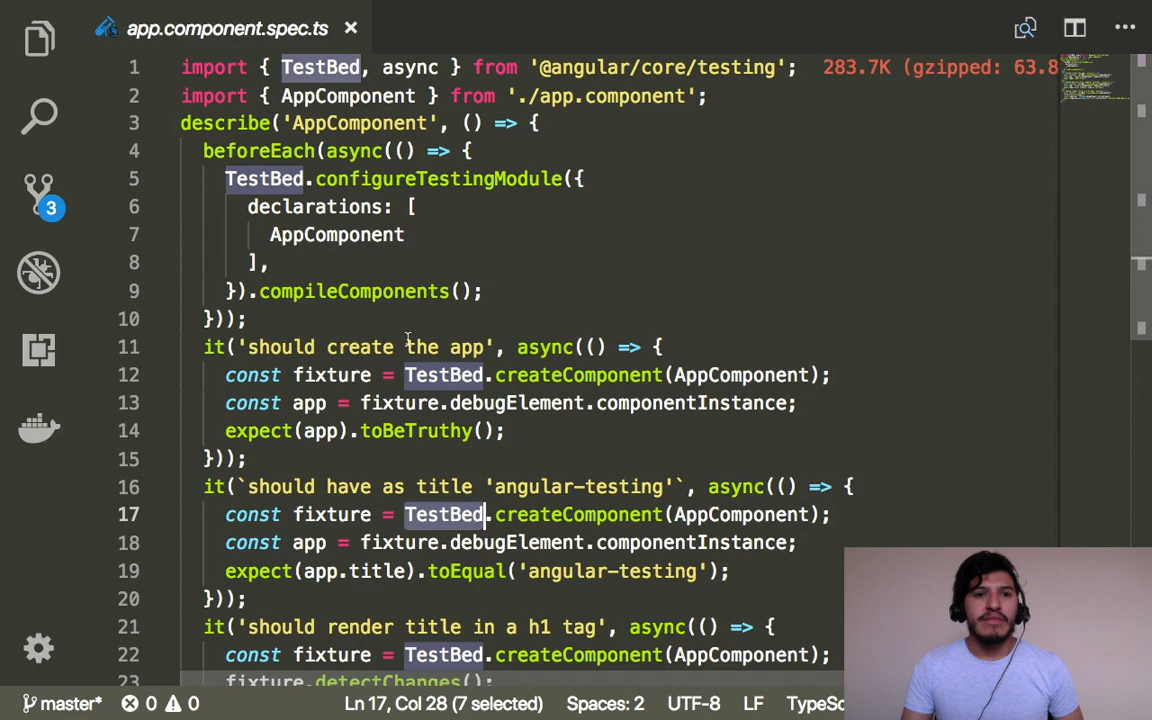 app.component.spec.ts
1 import { TestBed, async } from '@angular/core/testing'; 283.7K (gzipped: 63.8
2 import { AppComponent } from './app.component';
3 describe('AppComponent', () => {
4 beforeEach(async(() => {
5 TestBed.configureTestingModule({
6 declarations: [
7 AppComponent
8 ],
9 }).compileComponents();
10 }));
11 it('should create the app', async(() => {
12 const fixture = TestBed.createComponent(AppComponent);
13 const app = fixture.debugElement.componentInstance;
14 expect(app).toBeTruthy();
15 }));
16 it(`should have as title 'angular-testing'`, async(() => {
17 const fixture = TestBed.createComponent(AppComponent);
18 const app = fixture.debugElement.componentInstance;
19 expect(app.title).toEqual('angular-testing');
20 }));
21 it('should render title in a h1 tag', async(() => {
22 const fixture = TestBed.createComponent(AppComponent);
23 fixture.detectChanges();
3
master* 0 0 Ln 17, Col 28 (7 selected) Spaces: 2 UTF-8 LF TypeSc